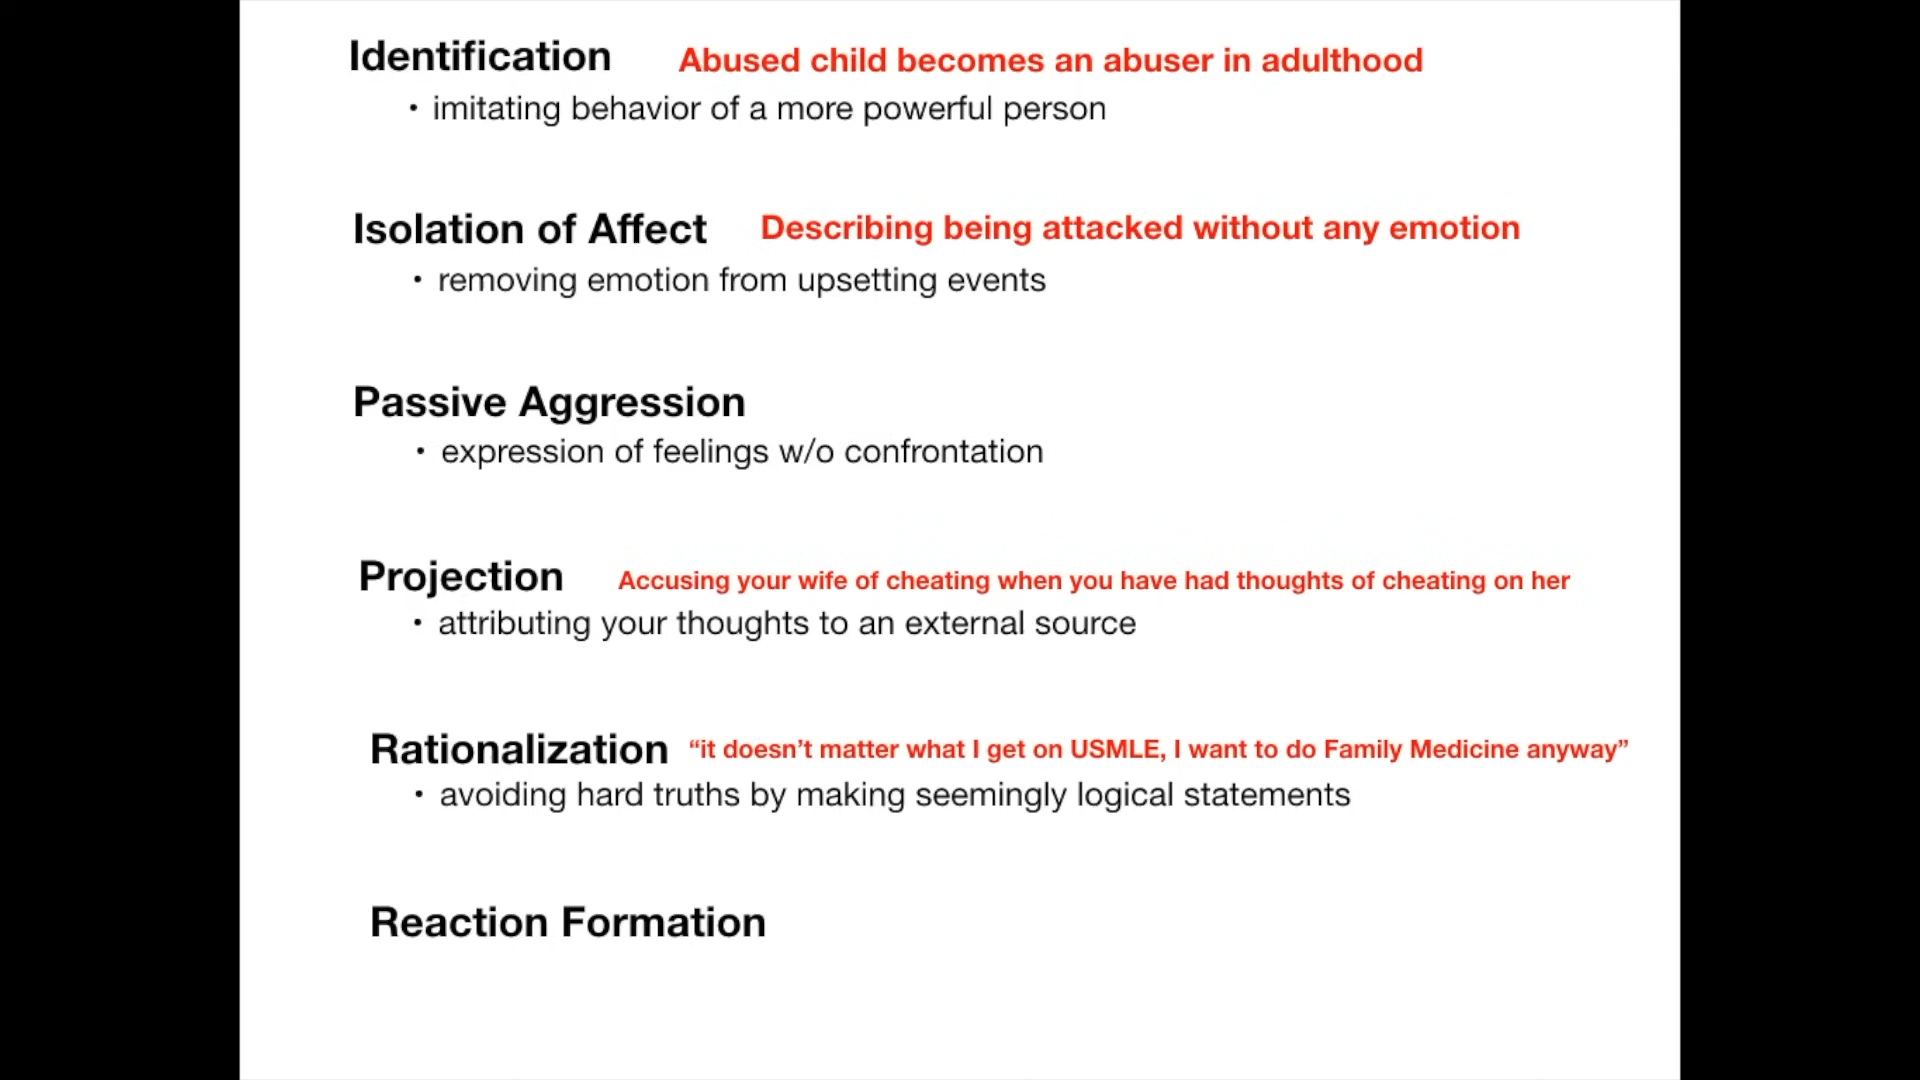 Identification Abused child becomes an abuser in adulthood
• imitating behavior of a more powerful person
Isolation of Affect Describing being attacked without any emotion
• removing emotion from upsetting events
Passive Aggression
• expression of feelings w/o confrontation
Projection Accusing your wife of cheating when you have had thoughts of cheating on her
• attributing your thoughts to an external source
Rationalization “it doesn’t matter what I get on USMLE, I want to do Family Medicine anyway”
• avoiding hard truths by making seemingly logical statements
Reaction Formation